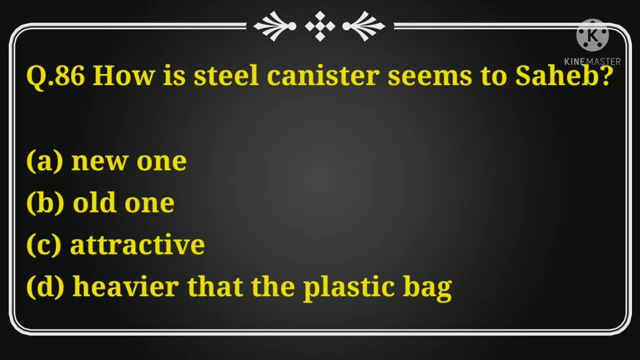 KINEMASTER
Q.86 How is steel canister seems to Saheb?
(a) new one
(b) old one
(c) attractive
(d) heavier that the plastic bag